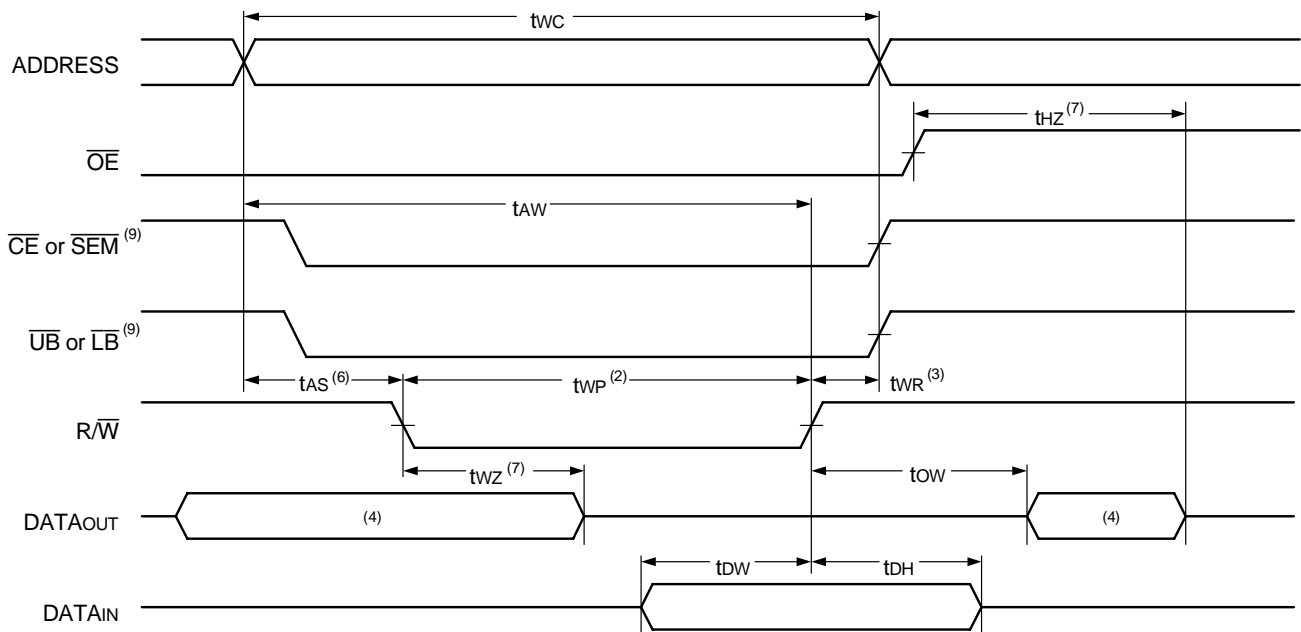 tWC
ADDRESS
tHZ (7)
OE
tAW
CE or SEM (9)
UB or LB (9)
tAS (6)
tWP (2)
tWR (3)
R/W
tWZ (7)
tOW
DATAOUT
(4)
(4)
tDW
tDH
DATAIN